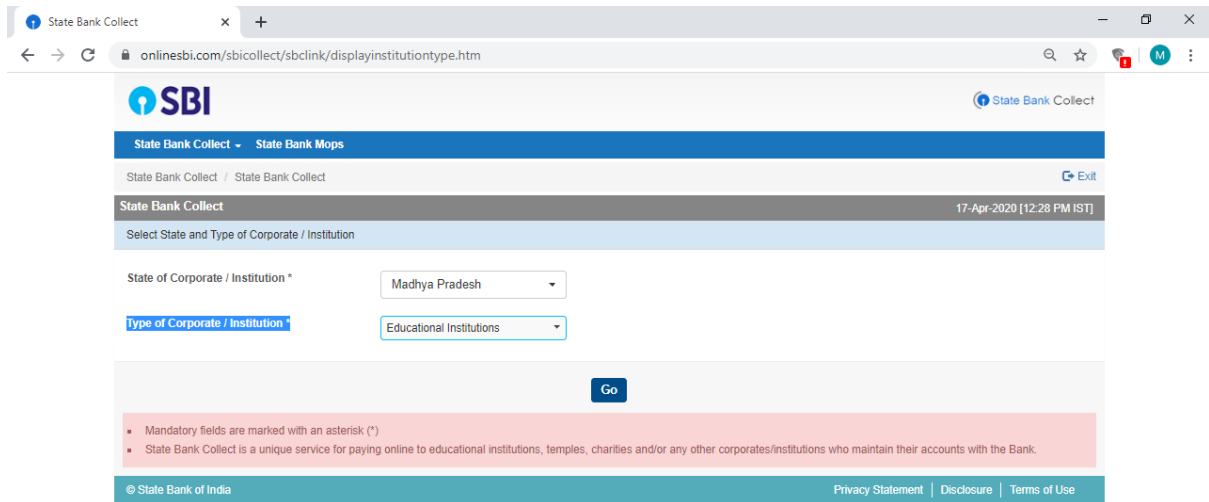 State Bank Collect
onlinesbi.com/sbicollect/sbclink/displayinstitutiontype.htm
M
SBI
State Bank Collect
State Bank Collect State Bank Mops
State Bank Collect / State Bank Collect
Exit
State Bank Collect
17-Apr-2020 [12:28 PM IST]
Select State and Type of Corporate / Institution
State of Corporate / Institution *
Madhya Pradesh
Type of Corporate / Institution *
Educational Institutions
Go
Mandatory fields are marked with an asterisk (*)
State Bank Collect is a unique service for paying online to educational institutions, temples, charities and/or any other corporates/institutions who maintain their accounts with the Bank.
© State Bank of India
Privacy Statement | Disclosure | Terms of Use